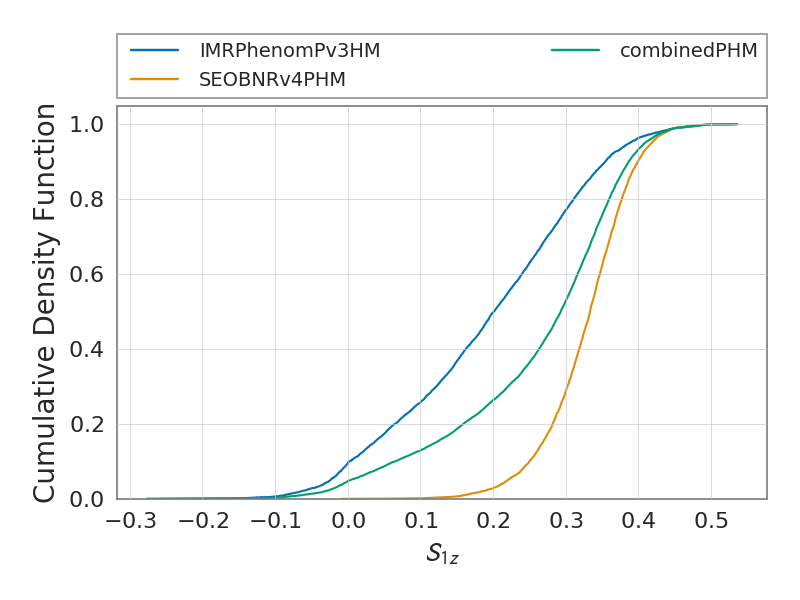 IMRPhenomPv3HM
SEOBNRv4PHM
combinedPHM
Cumulative Density Function
1.0
0.8
0.6
0.4
0.2
0.0
−0.3 −0.2 −0.1 0.0 0.1 0.2 0.3 0.4 0.5
S1z